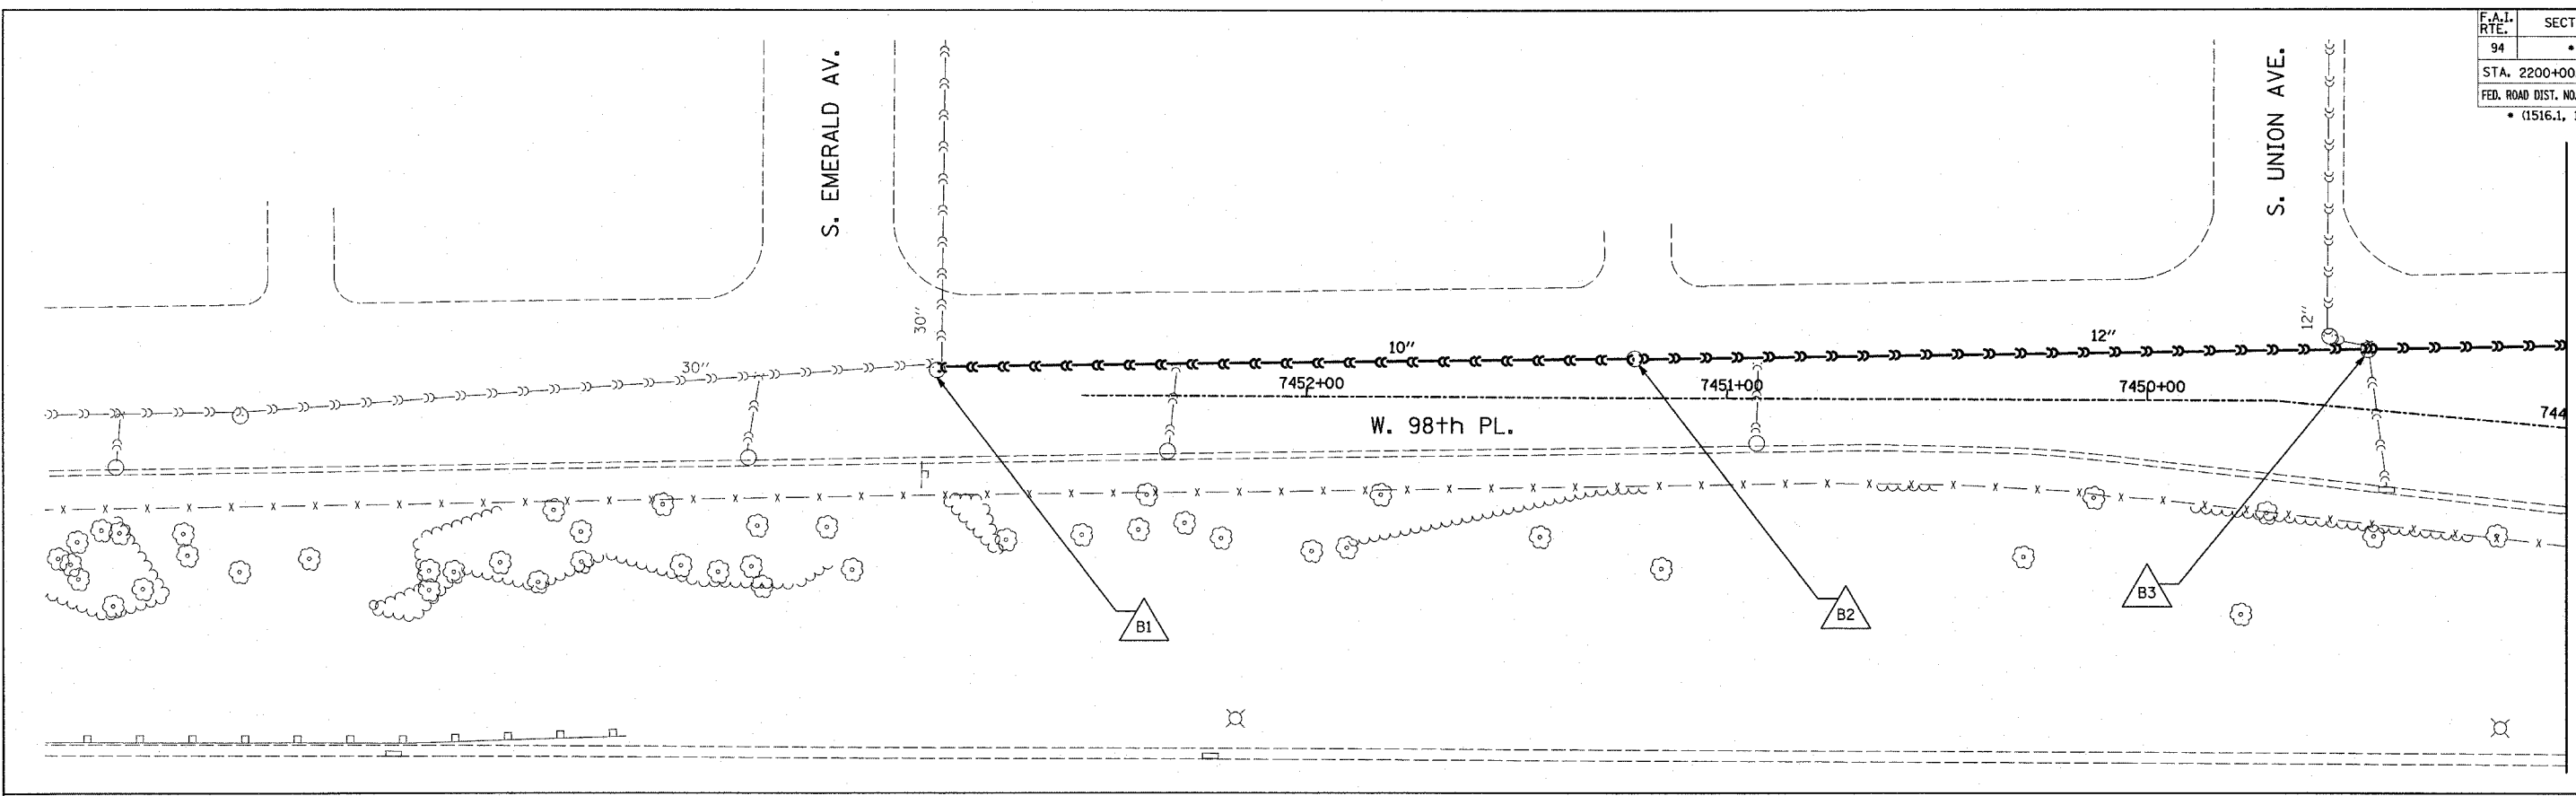 F.A.I.
RTE.
SECT
94
*
STA. 2200+00
FED. ROAD DIST. NO.
* (1516.1,
S. EMERALD AV.
S. UNION AVE.
30''
12''
30''
10''
12''
7452+00
7451+00
7450+00
744
W. 98th PL.
B1
B2
B3